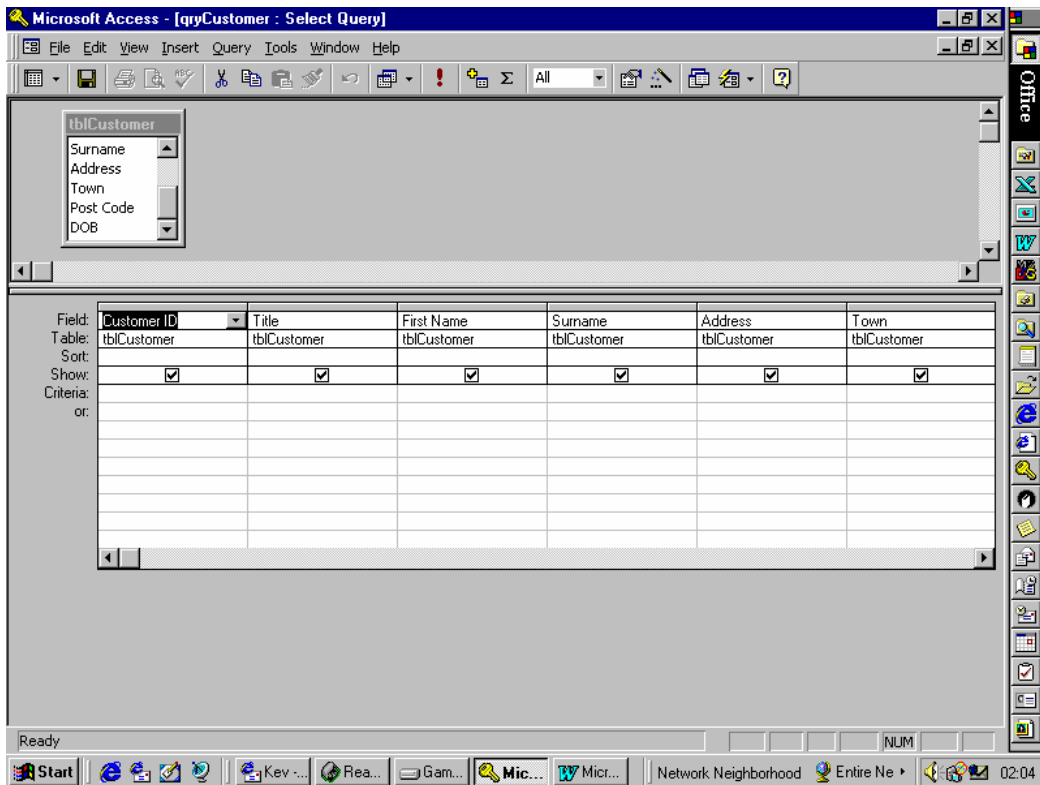 Microsoft Access - [qryCustomer : Select Query]
File Edit View Insert Query Tools Window Help
ABC Σ All
Office
tblCustomer
Surname
Address
Town
Post Code
DOB
Field: Customer ID Title First Name Surname Address Town
Table: tblCustomer tblCustomer tblCustomer tblCustomer tblCustomer tblCustomer
Sort:
Show:
Criteria:
or:
Ready NUM
Start Kev -... Rea... Gam... Mic... Micr... Network Neighborhood Entire Ne 02:04